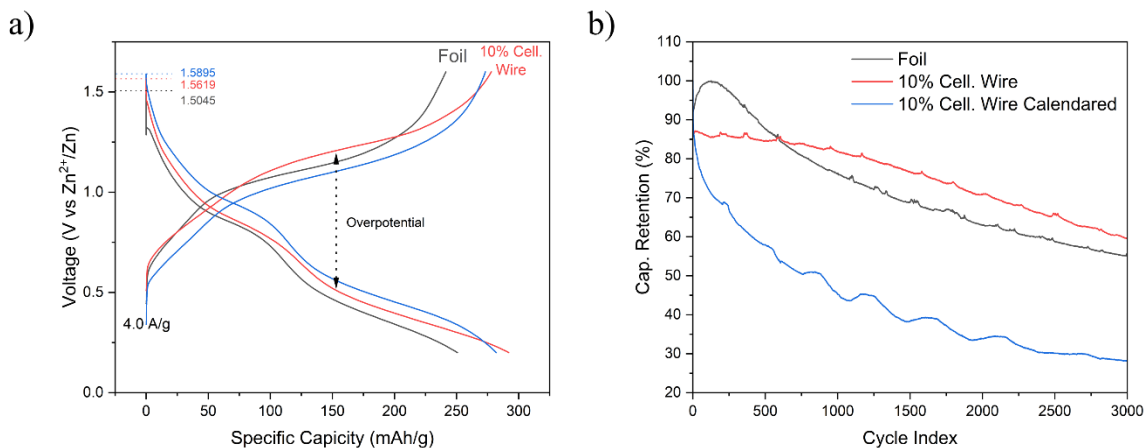 a)
1.5895
1.5619
1.5045
Foil
10% Cell.
Wire
Overpotential
4.0 A/g
Voltage (V vs Zn²⁺/Zn)
1.5
1.0
0.5
0.0
0 50 100 150 200 250 300
Specific Capicity (mAh/g)
b)
Foil
10% Cell. Wire
10% Cell. Wire Calendared
Cap. Retention (%)
110
100
90
80
70
60
50
40
30
20
0 500 1000 1500 2000 2500 3000
Cycle Index